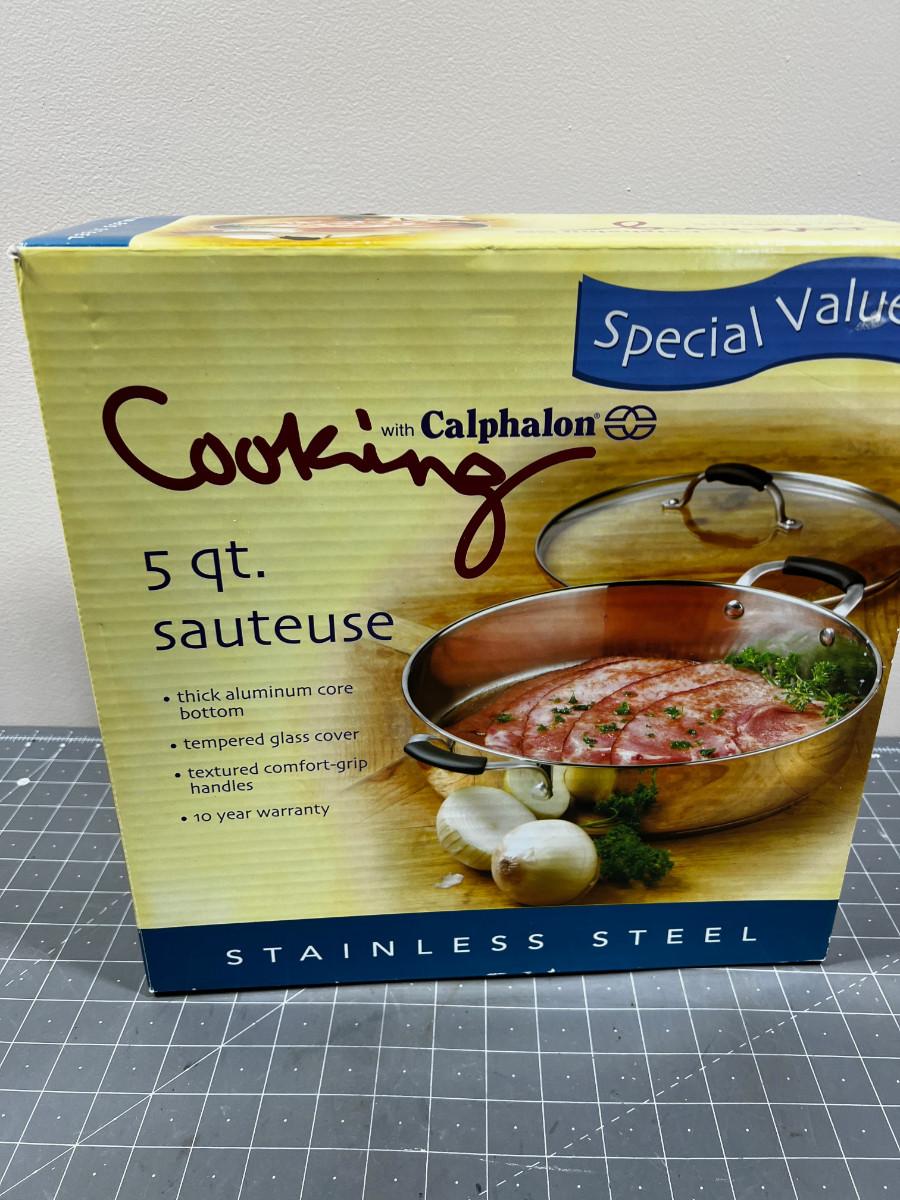 Special Value
Cooking
with Calphalon®
5 qt.
sauteuse
• thick aluminum core
bottom
• tempered glass cover
• textured comfort-grip
handles
• 10 year warranty
STAINLESS STEEL